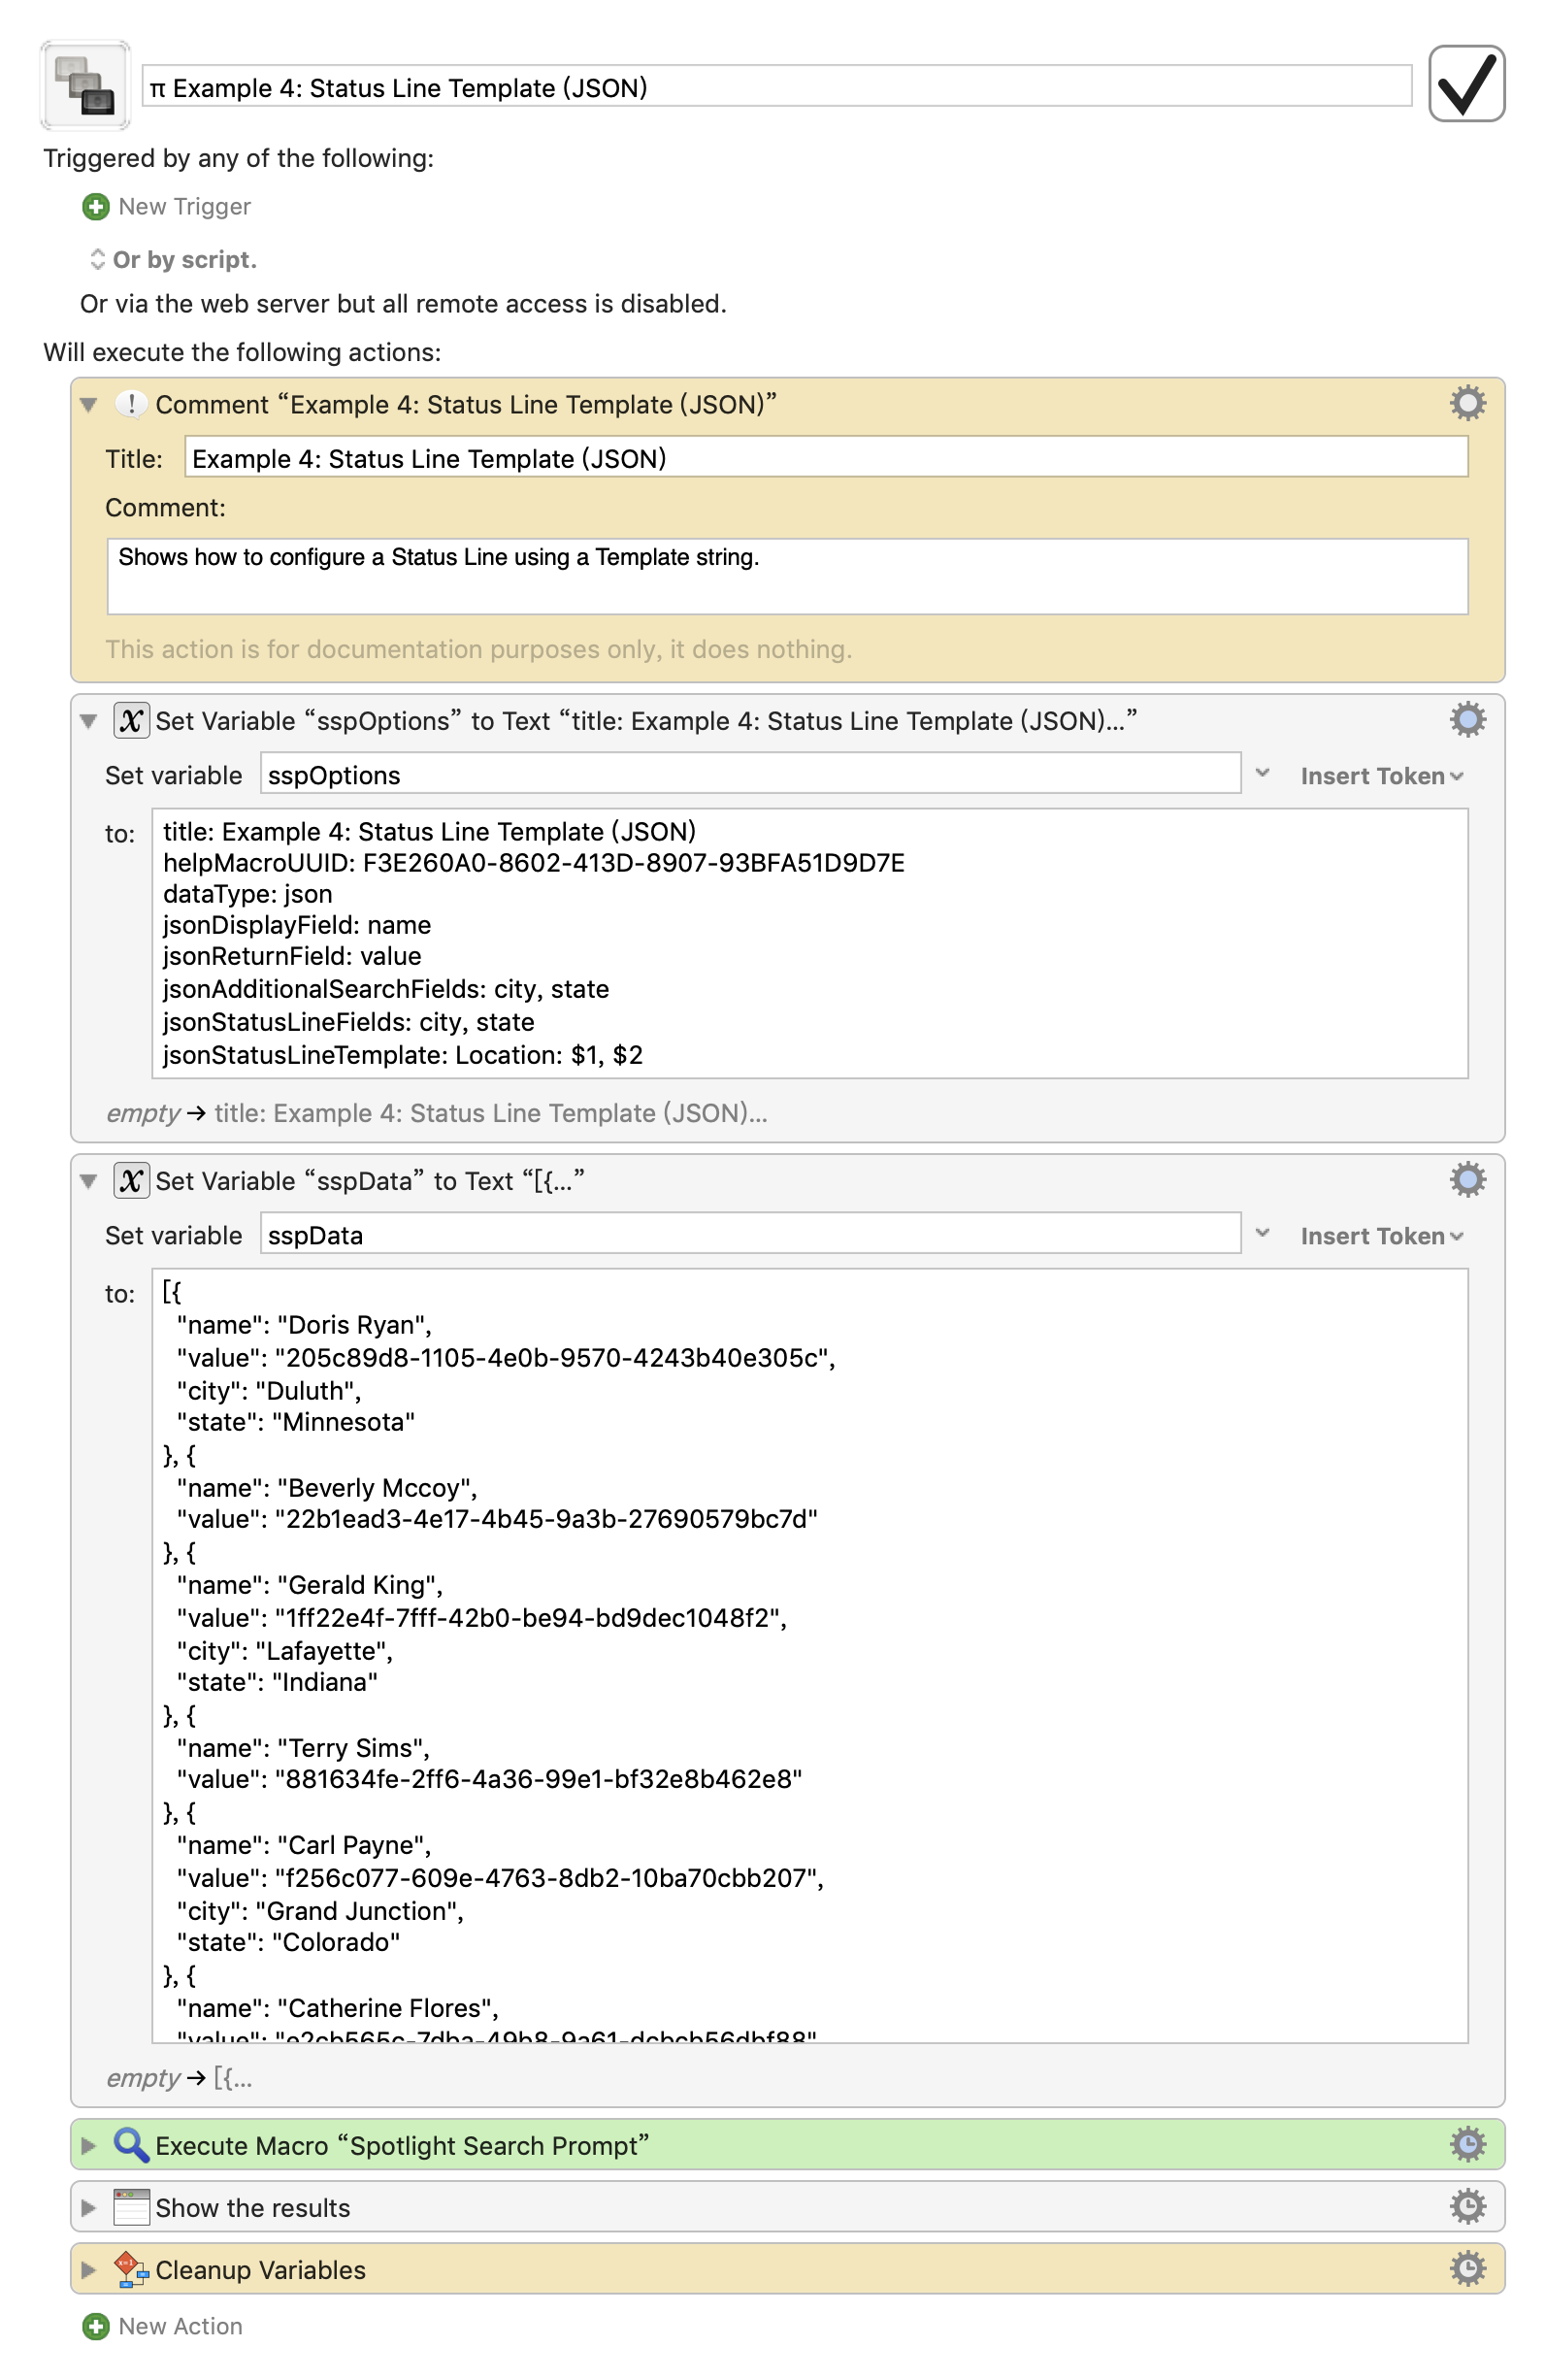 π Example 4: Status Line Template (JSON)
Triggered by any of the following:
New Trigger
Or by script.
Or via the web server but all remote access is disabled.
Will execute the following actions:
Comment “Example 4: Status Line Template (JSON)”
Title: Example 4: Status Line Template (JSON)
Comment:
Shows how to configure a Status Line using a Template string.
This action is for documentation purposes only, it does nothing.
Set Variable “sspOptions” to Text “title: Example 4: Status Line Template (JSON)…”
Set variable sspOptions Insert Token
to: title: Example 4: Status Line Template (JSON)
helpMacroUUID: F3E260A0-8602-413D-8907-93BFA51D9D7E
dataType: json
jsonDisplayField: name
jsonReturnField: value
jsonAdditionalSearchFields: city, state
jsonStatusLineFields: city, state
jsonStatusLineTemplate: Location: $1, $2
empty → title: Example 4: Status Line Template (JSON)…
Set Variable “sspData” to Text “[{…”
Set variable sspData Insert Token
to: [{
"name": "Doris Ryan",
"value": "205c89d8-1105-4e0b-9570-4243b40e305c",
"city": "Duluth",
"state": "Minnesota"
}, {
"name": "Beverly Mccoy",
"value": "22b1ead3-4e17-4b45-9a3b-27690579bc7d"
}, {
"name": "Gerald King",
"value": "1ff22e4f-7fff-42b0-be94-bd9dec1048f2",
"city": "Lafayette",
"state": "Indiana"
}, {
"name": "Terry Sims",
"value": "881634fe-2ff6-4a36-99e1-bf32e8b462e8"
}, {
"name": "Carl Payne",
"value": "f256c077-609e-4763-8db2-10ba70cbb207",
"city": "Grand Junction",
"state": "Colorado"
}, {
"name": "Catherine Flores",
"value": "e2cb565c-7dba-49b8-9a61-dcbcb56dbf88"
empty → [{…
Execute Macro “Spotlight Search Prompt”
Show the results
Cleanup Variables
New Action